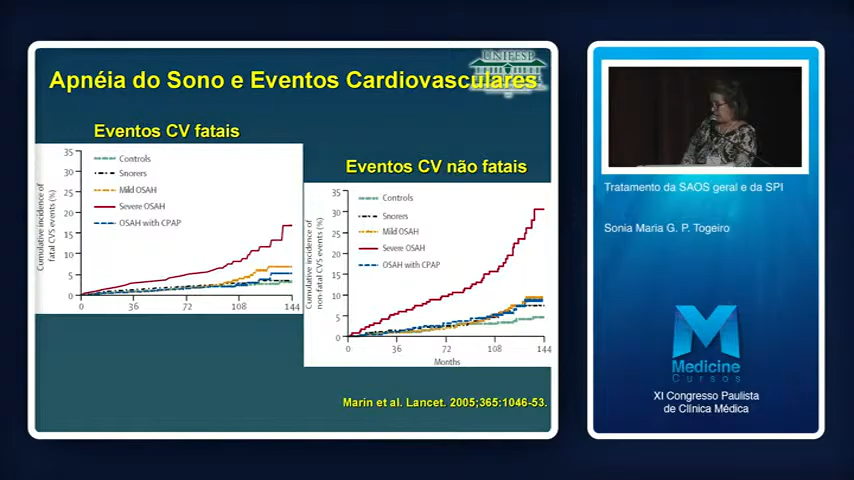 UNIFESP
Apnéia do Sono e Eventos Cardiovasculares
Eventos CV fatais
Cumulative incidence of
fatal CVS events (%)
35
30
25
20
15
10
5
0
Controls
Snorers
Mild OSAH
Severe OSAH
OSAH with CPAP
0 36 72 108 144
Eventos CV não fatais
Cumulative incidence of
non-fatal CVS events (%)
35
30
25
20
15
10
5
0
Controls
Snorers
Mild OSAH
Severe OSAH
OSAH with CPAP
0 36 72 108 144
Months
Marin et al. Lancet. 2005;365:1046-53.
Tratamento da SAOS geral e da SPI
Sonia Maria G. P. Togeiro
Medicine
Cursos
XI Congresso Paulista
de Clínica Médica